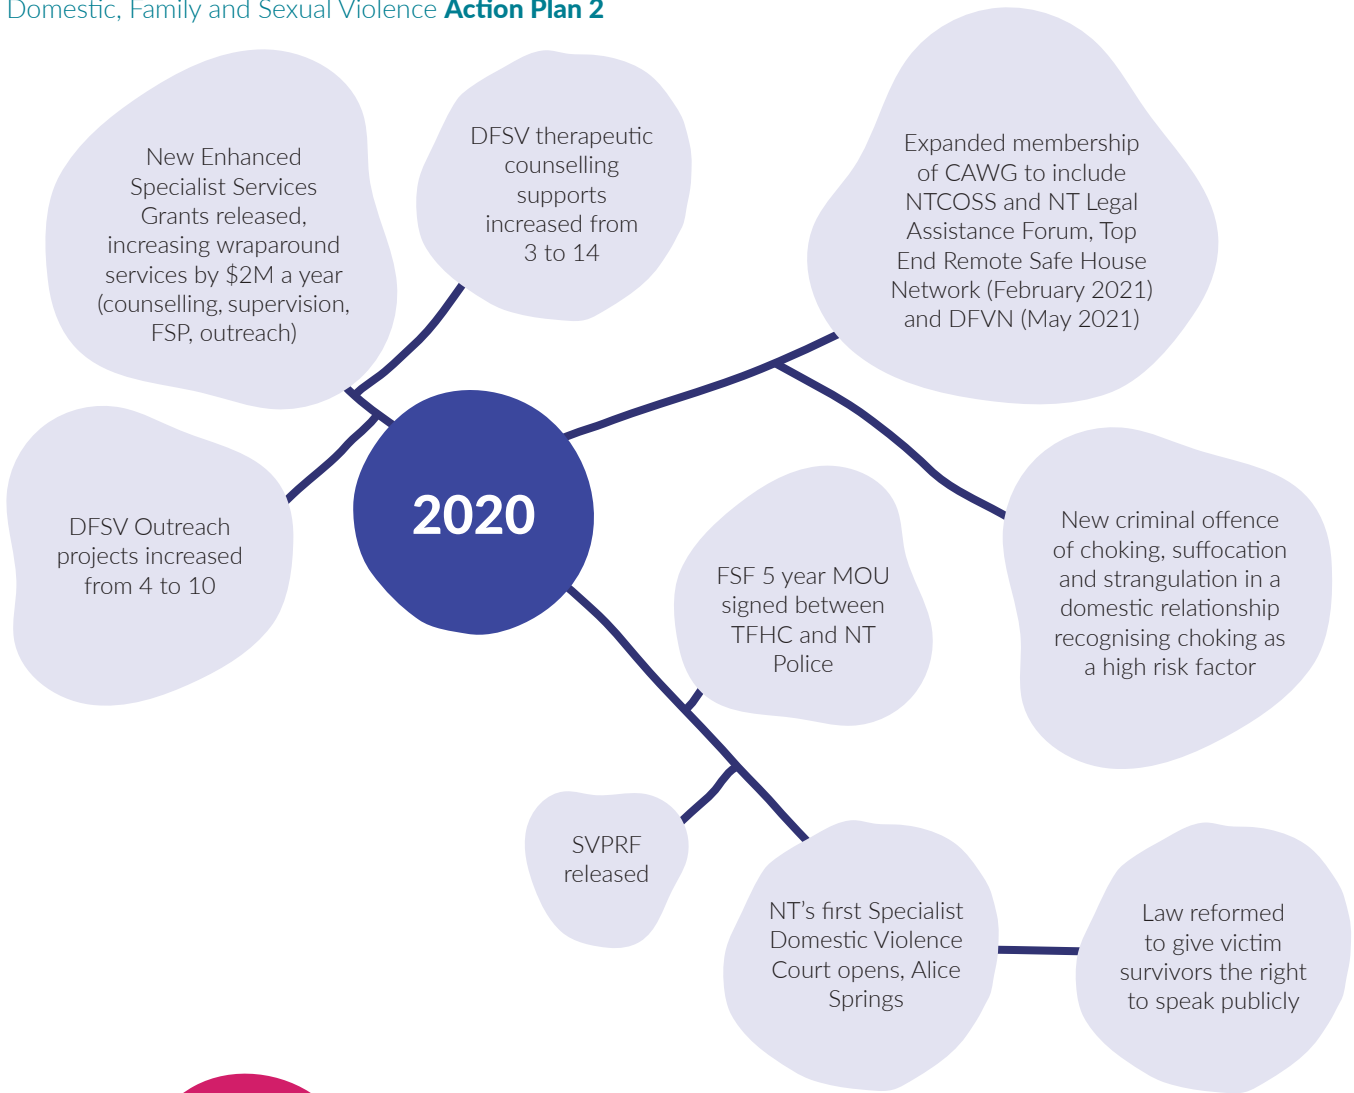 Domestic, Family and Sexual Violence Action Plan 2
New Enhanced
Specialist Services
Grants released,
increasing wraparound
services by $2M a year
(counselling, supervision,
FSP, outreach)
DFSV therapeutic
counselling
supports
increased from
3 to 14
Expanded membership
of CAWG to include
NTCOSS and NT Legal
Assistance Forum, Top
End Remote Safe House
Network (February 2021)
and DFVN (May 2021)
DFSV Outreach
projects increased
from 4 to 10
2020
FSF 5 year MOU
signed between
TFHC and NT
Police
New criminal offence
of choking, suffocation
and strangulation in a
domestic relationship
recognising choking as
a high risk factor
SVPRF
released
NT’s first Specialist
Domestic Violence
Court opens, Alice
Springs
Law reformed
to give victim
survivors the right
to speak publicly